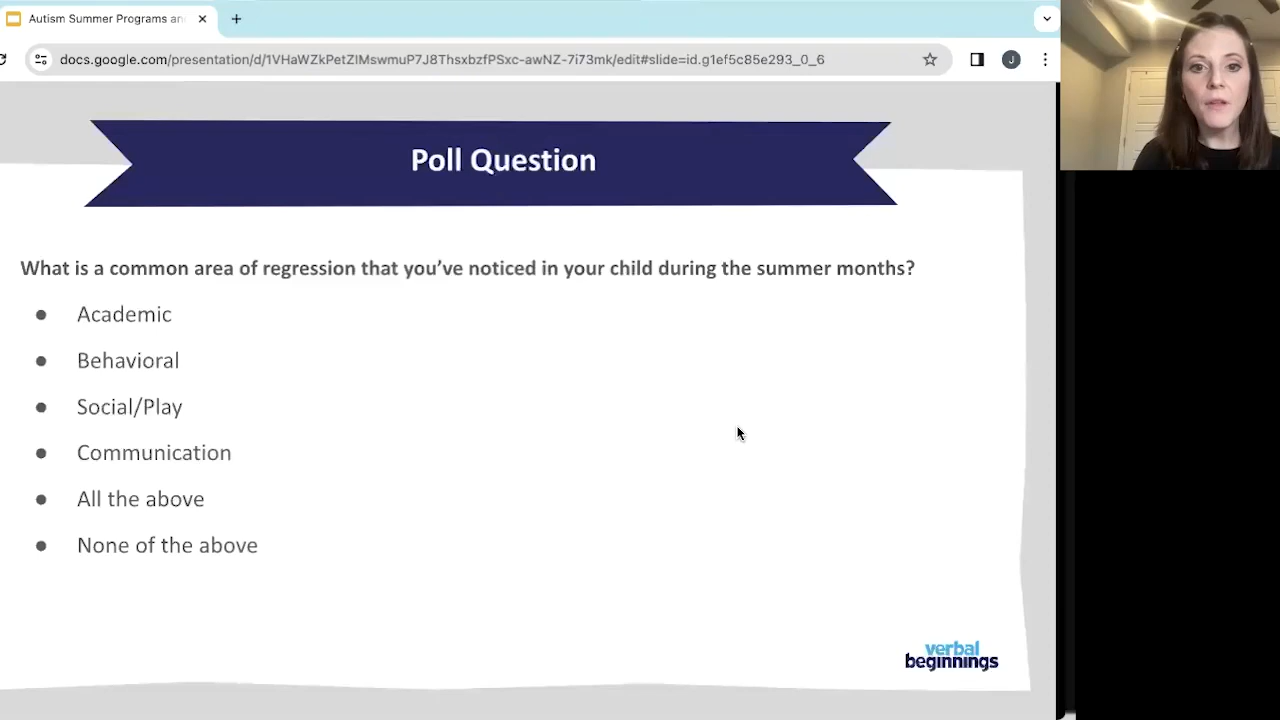 Autism Summer Programs an
docs.google.com/presentation/d/1VHaWZkPetZIMswmuP7J8ThsxbzfPSxc-awNZ-7i73mk/edit#slide=id.g1ef5c85e293_0_6
J
Poll Question
What is a common area of regression that you’ve noticed in your child during the summer months?
● Academic
● Behavioral
● Social/Play
● Communication
● All the above
● None of the above
verbal
beginnings